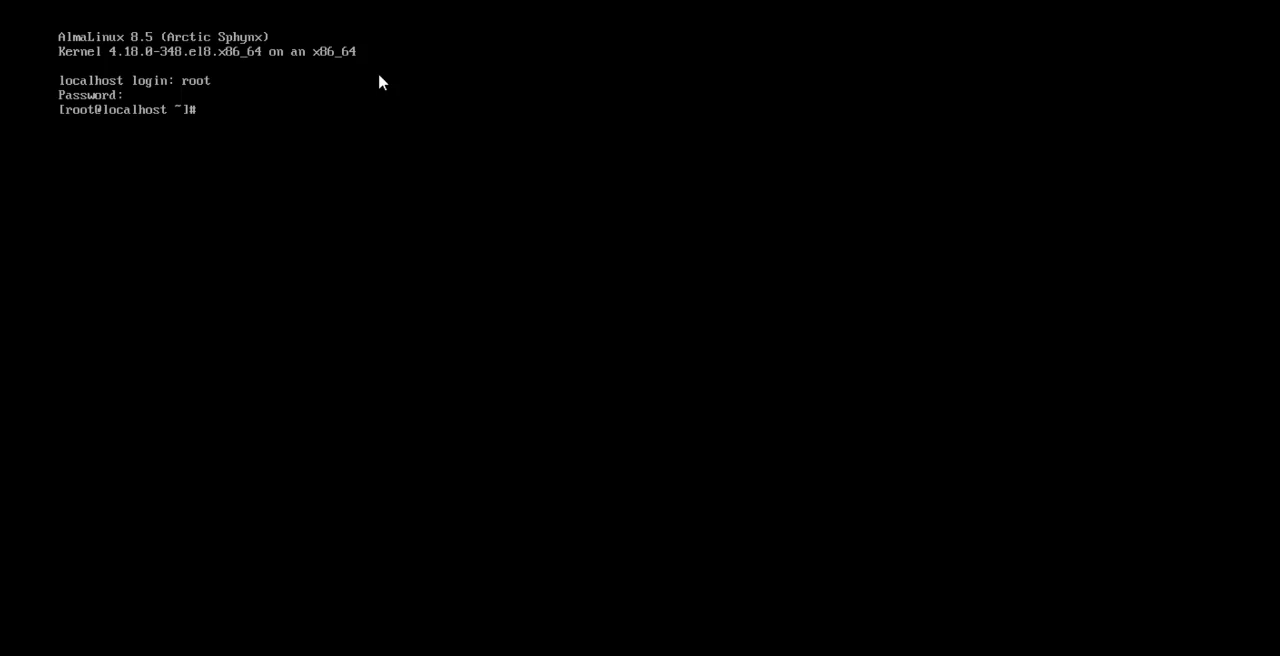 AlmaLinux 8.5 (Arctic Sphynx)
Kernel 4.18.0-348.el8.x86_64 on an x86_64
localhost login: root
Password:
[root@localhost ~]#